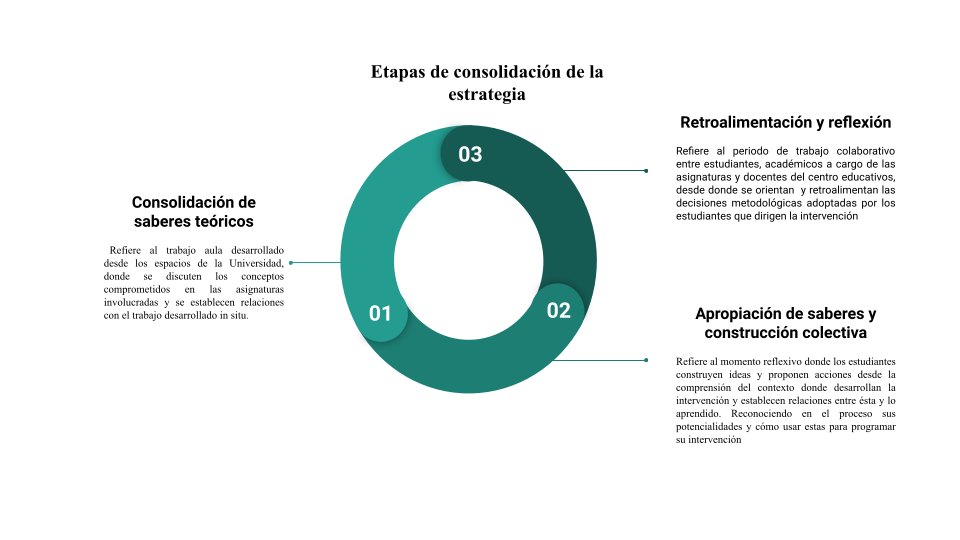 Etapas de consolidación de la
estrategia
Consolidación de
saberes teóricos
Refiere al trabajo aula desarrollado
desde los espacios de la Universidad,
donde se discuten los conceptos
comprometidos en las asignaturas
involucradas y se establecen relaciones
con el trabajo desarrollado in situ.
01
02
03
Retroalimentación y reflexión
Refiere al periodo de trabajo colaborativo
entre estudiantes, académicos a cargo de las
asignaturas y docentes del centro educativos,
desde donde se orientan y retroalimentan las
decisiones metodológicas adoptadas por los
estudiantes que dirigen la intervención
Apropiación de saberes y
construcción colectiva
Refiere al momento reflexivo donde los estudiantes
construyen ideas y proponen acciones desde la
comprensión del contexto donde desarrollan la
intervención y establecen relaciones entre ésta y lo
aprendido. Reconociendo en el proceso sus
potencialidades y cómo usar estas para programar
su intervención